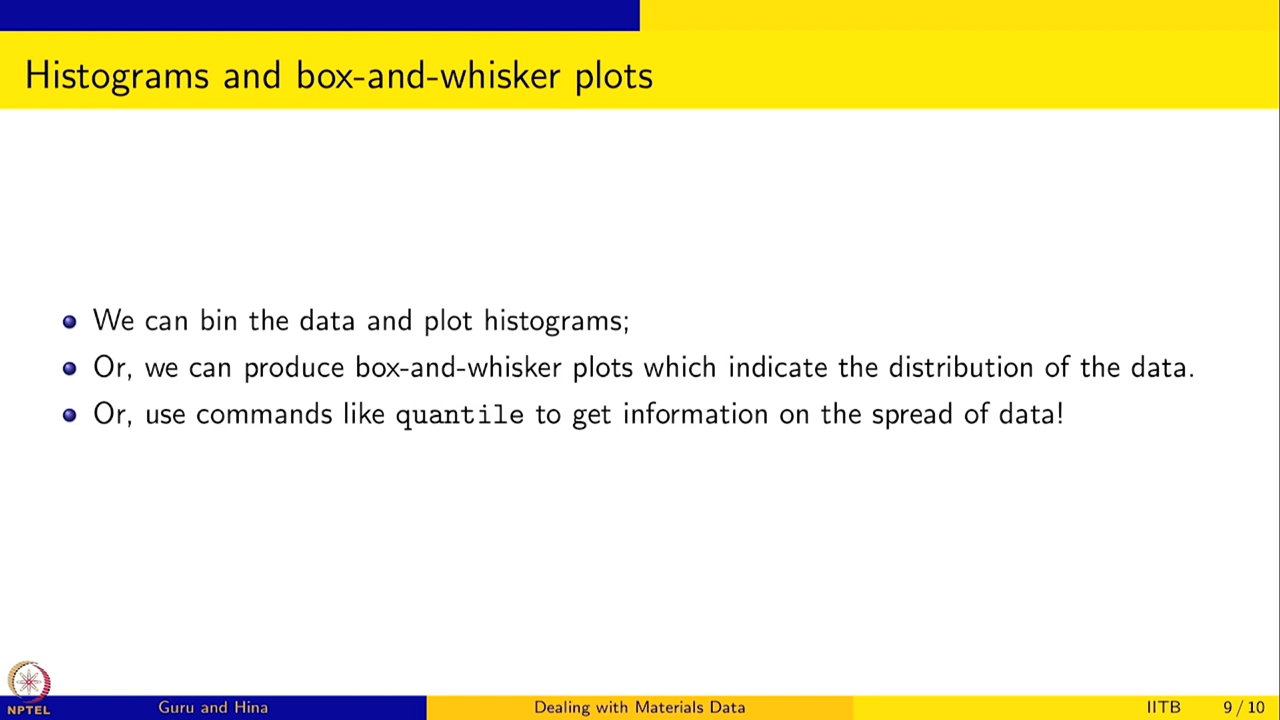 Histograms and box-and-whisker plots
We can bin the data and plot histograms;
Or, we can produce box-and-whisker plots which indicate the distribution of the data.
Or, use commands like quantile to get information on the spread of data!
NPTEL
Guru and Hina
Dealing with Materials Data
IITB
9 / 10